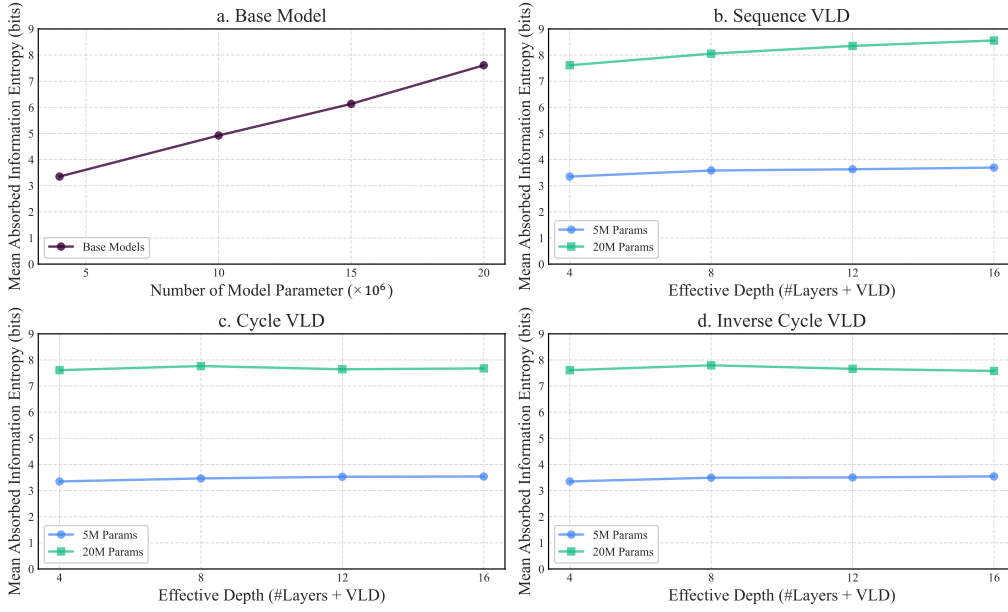 a. Base Model
Mean Absorbed Information Entropy (bits)
9
8
7
6
5
4
3
2
1
0
Base Models
5
10
15
20
Number of Model Parameter (×10⁶)
b. Sequence VLD
Mean Absorbed Information Entropy (bits)
9
8
7
6
5
4
3
2
1
0
5M Params
20M Params
4
8
12
16
Effective Depth (#Layers + VLD)
c. Cycle VLD
Mean Absorbed Information Entropy (bits)
9
8
7
6
5
4
3
2
1
0
5M Params
20M Params
4
8
12
16
Effective Depth (#Layers + VLD)
d. Inverse Cycle VLD
Mean Absorbed Information Entropy (bits)
9
8
7
6
5
4
3
2
1
0
5M Params
20M Params
4
8
12
16
Effective Depth (#Layers + VLD)